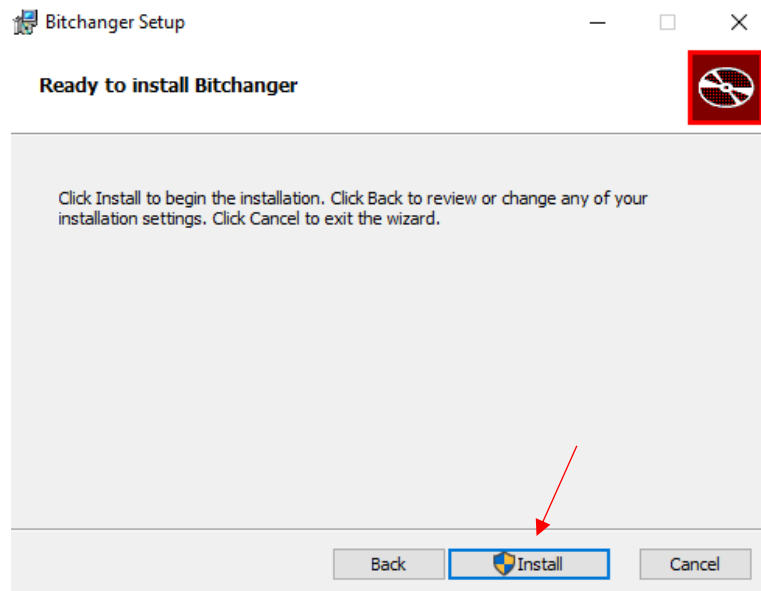 Bitchanger Setup
Ready to install Bitchanger
Click Install to begin the installation. Click Back to review or change any of your
installation settings. Click Cancel to exit the wizard.
Back Install Cancel